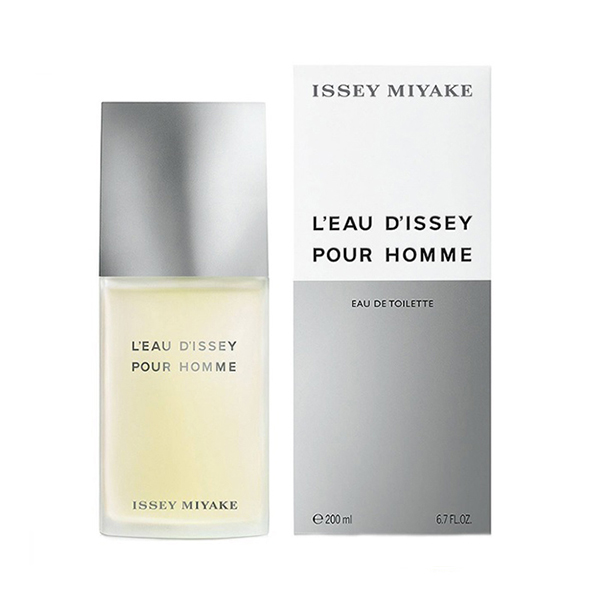 ISSEY MIYAKE
L'EAU D'ISSEY
POUR HOMME
EAU DE TOILETTE
℮ 200 ml 6.7 FL.OZ.
L'EAU D'ISSEY
POUR HOMME
ISSEY MIYAKE